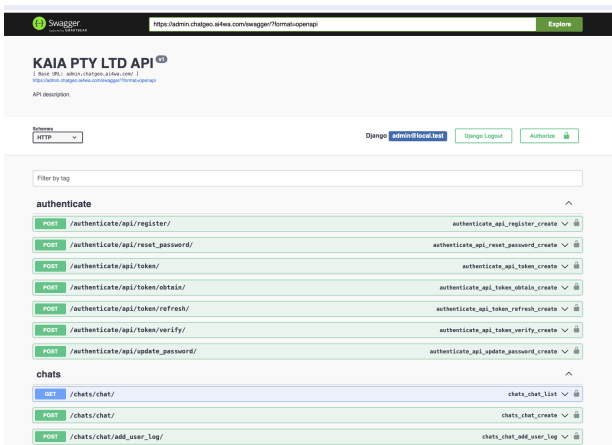 Swagger
Supported by SMARTBEAR
https://admin.chatgeo.ai4wa.com/swagger/?format=openapi
Explore
KAIA PTY LTD API v1
[ Base URL: admin.chatgeo.ai4wa.com/ ]
https://admin.chatgeo.ai4wa.com/swagger/?format=openapi
API description
Schemes
HTTP
Django admin@local.test Django Logout Authorize
Filter by tag
authenticate
POST /authenticate/api/register/ authenticate_api_register_create
POST /authenticate/api/reset_password/ authenticate_api_reset_password_create
POST /authenticate/api/token/ authenticate_api_token_create
POST /authenticate/api/token/obtain/ authenticate_api_token_obtain_create
POST /authenticate/api/token/refresh/ authenticate_api_token_refresh_create
POST /authenticate/api/token/verify/ authenticate_api_token_verify_create
POST /authenticate/api/update_password/ authenticate_api_update_password_create
chats
GET /chats/chat/ chats_chat_list
POST /chats/chat/ chats_chat_create
POST /chats/chat/add_user_log/ chats_chat_add_user_log